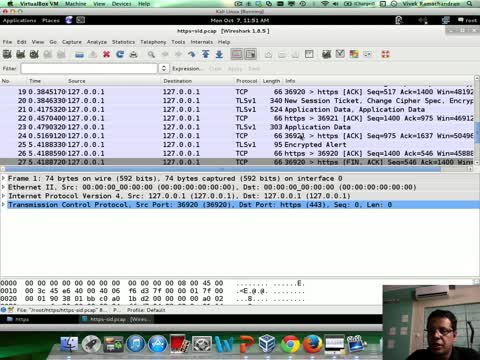 VirtualBox VM Machine Devices Help
(Charged)
Vivek Ramachandran
Kali Linux [Running]
Applications Places
Mon Oct 7, 11:51 AM
root
https-sid.pcap [Wireshark 1.8.5]
File Edit View Go Capture Analyze Statistics Telephony Tools Internals Help
Filter: Expression... Clear Apply Save
No. Time Source Destination Protocol Length Info
19 0.3845170 127.0.0.1 127.0.0.1 TCP 66 36920 > https [ACK] Seq=517 Ack=1400 Win=48192
20 0.3846330 127.0.0.1 127.0.0.1 TLSv1 340 New Session Ticket, Change Cipher Spec, Encryp
21 0.4150740 127.0.0.1 127.0.0.1 TLSv1 524 Application Data, Application Data
22 0.4570400 127.0.0.1 127.0.0.1 TCP 66 36921 > https [ACK] Seq=975 Ack=1400 Win=
23 0.4790320 127.0.0.1 127.0.0.1 TLSv1 303 Application Data
24 0.5169120 127.0.0.1 127.0.0.1 TCP 66 36921 > https [ACK] Seq=975 Ack=1637 Win=50496
25 5.4188590 127.0.0.1 127.0.0.1 TLSv1 95 Encrypted Alert
26 5.4188590 127.0.0.1 127.0.0.1 TCP 66 36920 > https [ACK] Seq=546 Ack=1400 Win=
27 5.4188720 127.0.0.1 127.0.0.1 TCP 66 36920 > https [FIN, ACK] Seq=546 Ack=1400
Frame 1: 74 bytes on wire (592 bits), 74 bytes captured (592 bits) on interface 0
Ethernet II, Src: 00:00:00_00:00:00 (00:00:00:00:00:00), Dst: 00:00:00_00:00:00 (00:00:00:00:00:00)
Internet Protocol Version 4, Src: 127.0.0.1 (127.0.0.1), Dst: 127.0.0.1 (127.0.0.1)
Transmission Control Protocol, Src Port: 36920 (36920), Dst Port: https (443), Seq: 0, Len: 0
0000 00 00 00 00 00 00 00 00 00 00 00 00 08 00 45 00 ........ ......E.
0010 00 3c 45 e6 40 00 40 06 f6 d3 7f 00 00 01 7f 00 .<E.@.@.
0020 00 01 90 38 01 bb c0 0a 1b d2 00 00 00 00 a0 02
File: "/root/https/https-sid.pcap" Profile: Default
https
https-sid.pcap [Wires...